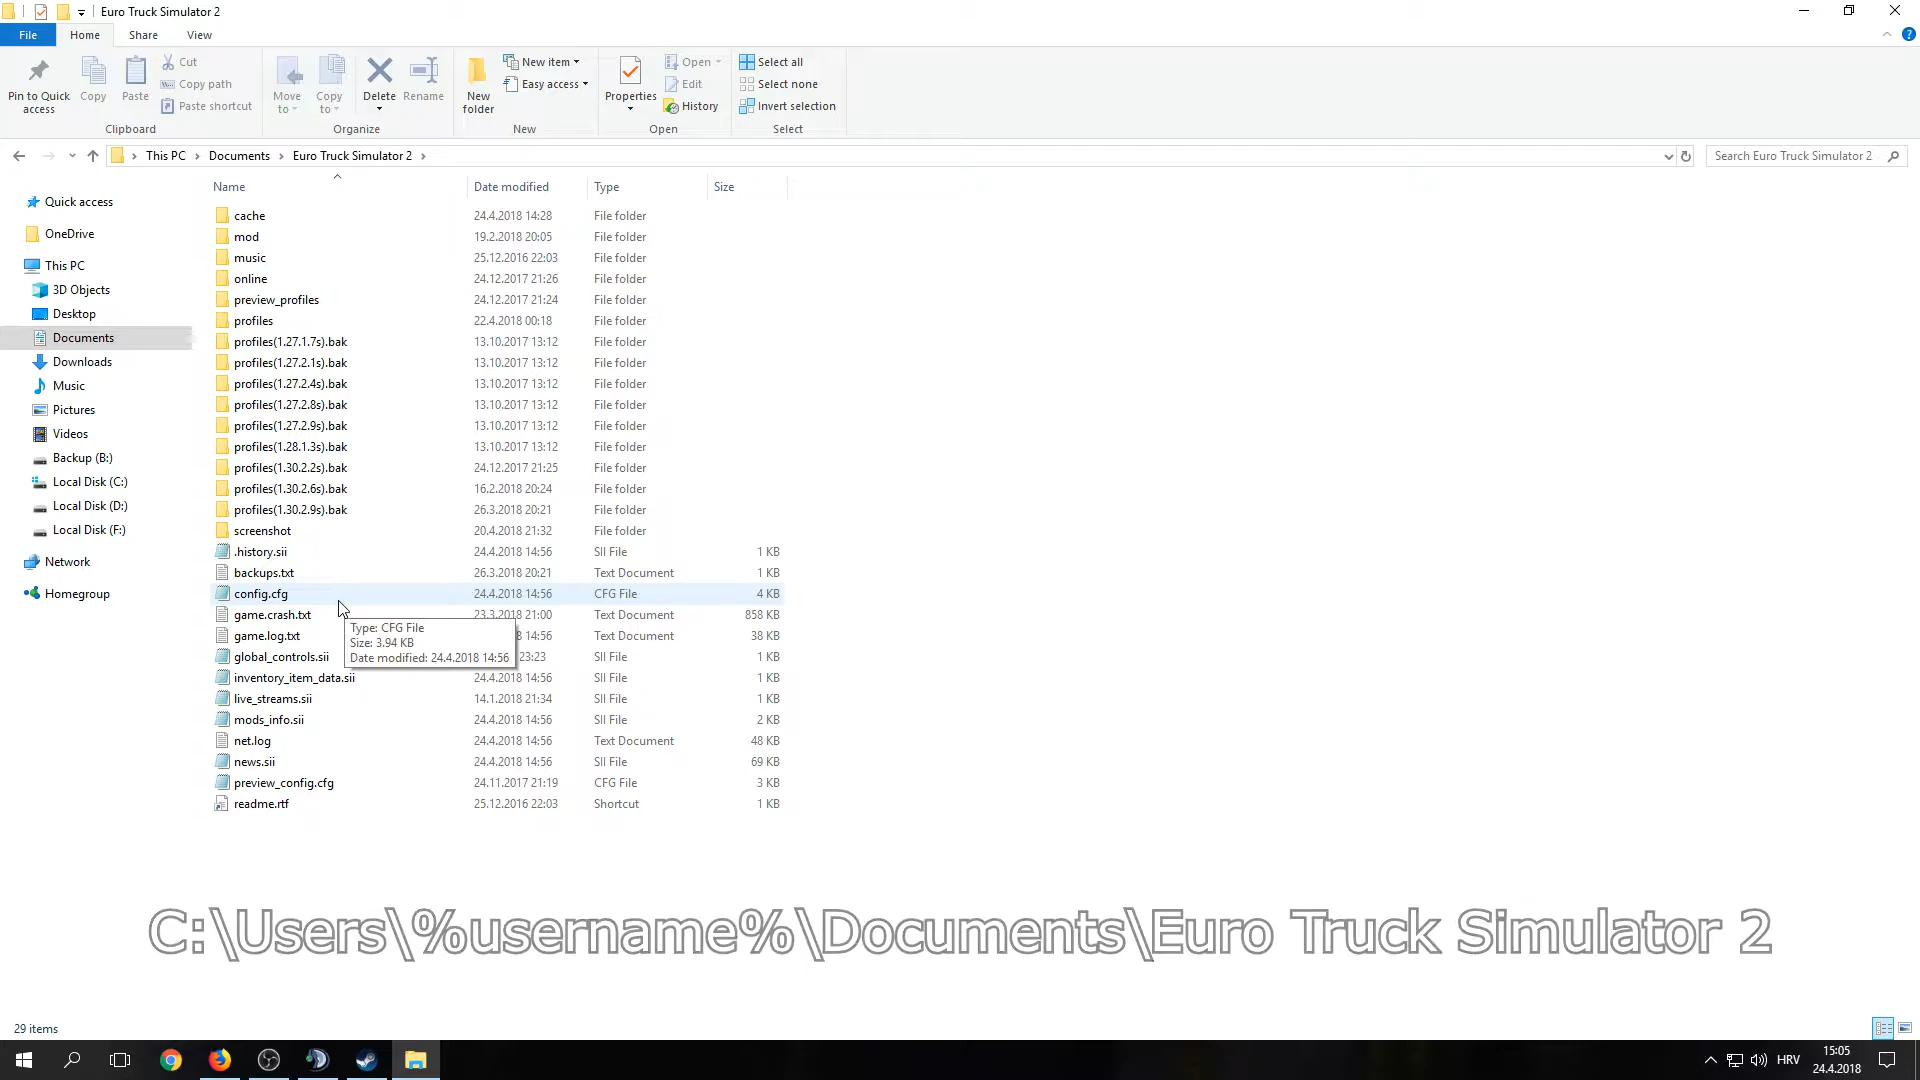 Euro Truck Simulator 2
File
Home
Share
View
Pin to Quick access
Copy
Paste
Cut
Copy path
Paste shortcut
Clipboard
Move to
Copy to
Delete
Rename
Organize
New folder
New item
Easy access
New
Properties
Open
Edit
History
Open
Select all
Select none
Invert selection
Select
This PC > Documents > Euro Truck Simulator 2 >
Search Euro Truck Simulator 2
Quick access
OneDrive
This PC
3D Objects
Desktop
Documents
Downloads
Music
Pictures
Videos
Backup (B:)
Local Disk (C:)
Local Disk (D:)
Local Disk (F:)
Network
Homegroup
Name Date modified Type Size
cache 24.4.2018 14:28 File folder
mod 19.2.2018 20:05 File folder
music 25.12.2016 22:03 File folder
online 24.12.2017 21:26 File folder
preview_profiles 24.12.2017 21:24 File folder
profiles 22.4.2018 00:18 File folder
profiles(1.27.1.7s).bak 13.10.2017 13:12 File folder
profiles(1.27.2.1s).bak 13.10.2017 13:12 File folder
profiles(1.27.2.4s).bak 13.10.2017 13:12 File folder
profiles(1.27.2.8s).bak 13.10.2017 13:12 File folder
profiles(1.27.2.9s).bak 13.10.2017 13:12 File folder
profiles(1.28.1.3s).bak 13.10.2017 13:12 File folder
profiles(1.30.2.2s).bak 24.12.2017 21:25 File folder
profiles(1.30.2.6s).bak 16.2.2018 20:24 File folder
profiles(1.30.2.9s).bak 26.3.2018 20:21 File folder
screenshot 20.4.2018 21:32 File folder
.history.sii 24.4.2018 14:56 SII File 1 KB
backups.txt 26.3.2018 20:21 Text Document 1 KB
config.cfg 24.4.2018 14:56 CFG File 4 KB
game.crash.txt 23.3.2018 21:00 Text Document 858 KB
game.log.txt 14:56 Text Document 38 KB
global_controls.sii 23:23 SII File 1 KB
inventory_item_data.sii 24.4.2018 14:56 SII File 1 KB
live_streams.sii 14.1.2018 21:34 SII File 1 KB
mods_info.sii 24.4.2018 14:56 SII File 2 KB
net.log 24.4.2018 14:56 Text Document 48 KB
news.sii 24.4.2018 14:56 SII File 69 KB
preview_config.cfg 24.11.2017 21:19 CFG File 3 KB
readme.rtf 25.12.2016 22:03 Shortcut 1 KB
Type: CFG File
Size: 3.94 KB
Date modified: 24.4.2018 14:56
C:\Users\%username%\Documents\Euro Truck Simulator 2
29 items
HRV
15:05
24.4.2018